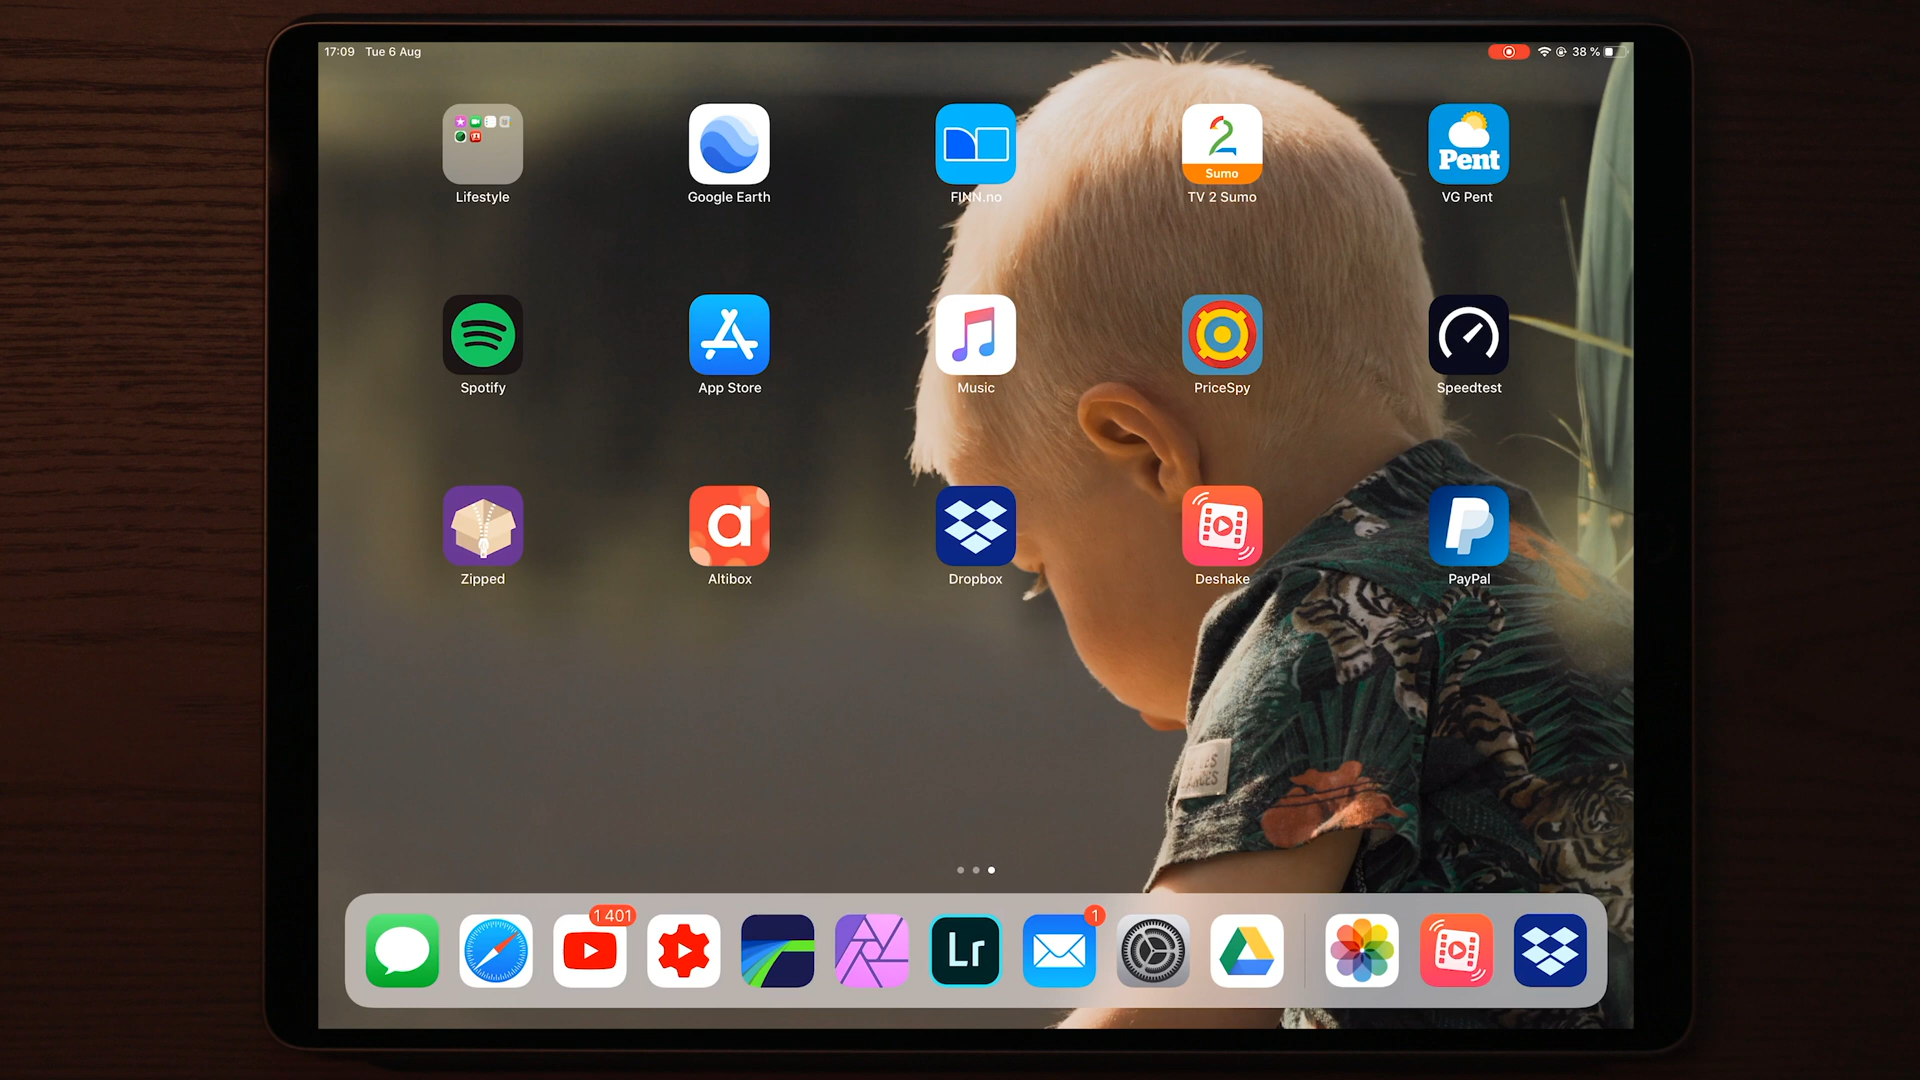 17:09 Tue 6 Aug
38 %
Lifestyle
Google Earth
FINN.no
2
Sumo
TV 2 Sumo
Pent
VG Pent
Spotify
App Store
Music
PriceSpy
Speedtest
Zipped
a
Altibox
Dropbox
Deshake
P
PayPal
1 401
Lr
1